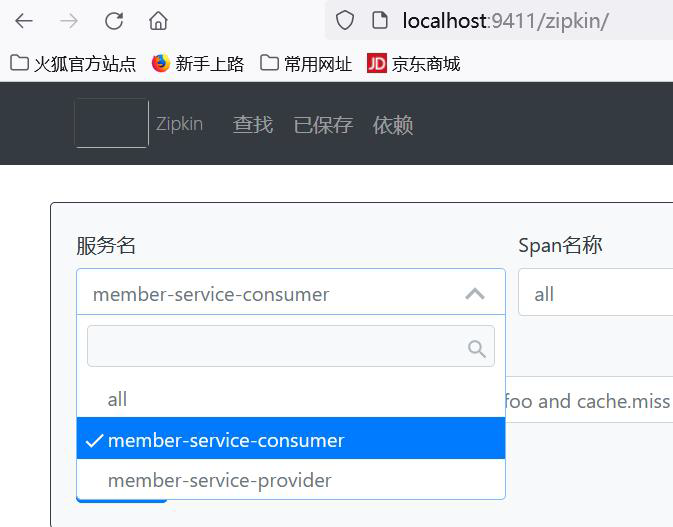 localhost:9411/zipkin/
火狐官方站点 新手上路 常用网址 JD 京东商城
Zipkin 查找 已保存 依赖
服务名 Span名称
member-service-consumer all
all
foo and cache.miss
member-service-consumer
member-service-provider